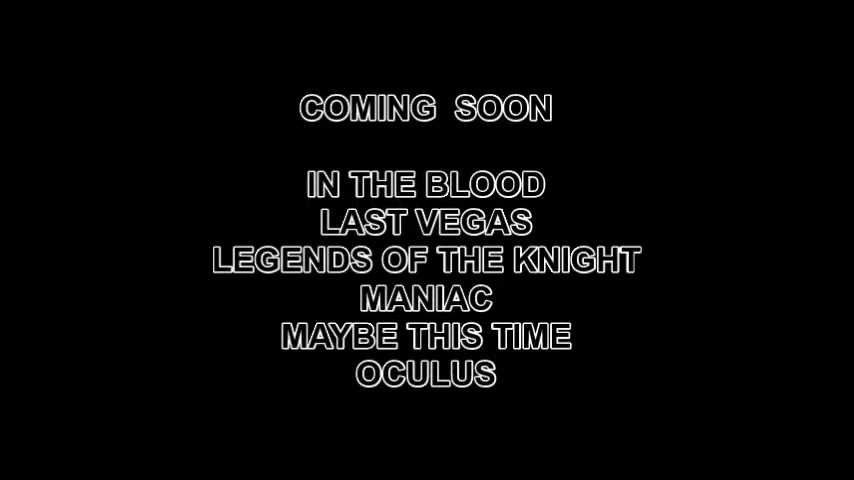 COMING SOON
IN THE BLOOD
LAST VEGAS
LEGENDS OF THE KNIGHT
MANIAC
MAYBE THIS TIME
OCULUS